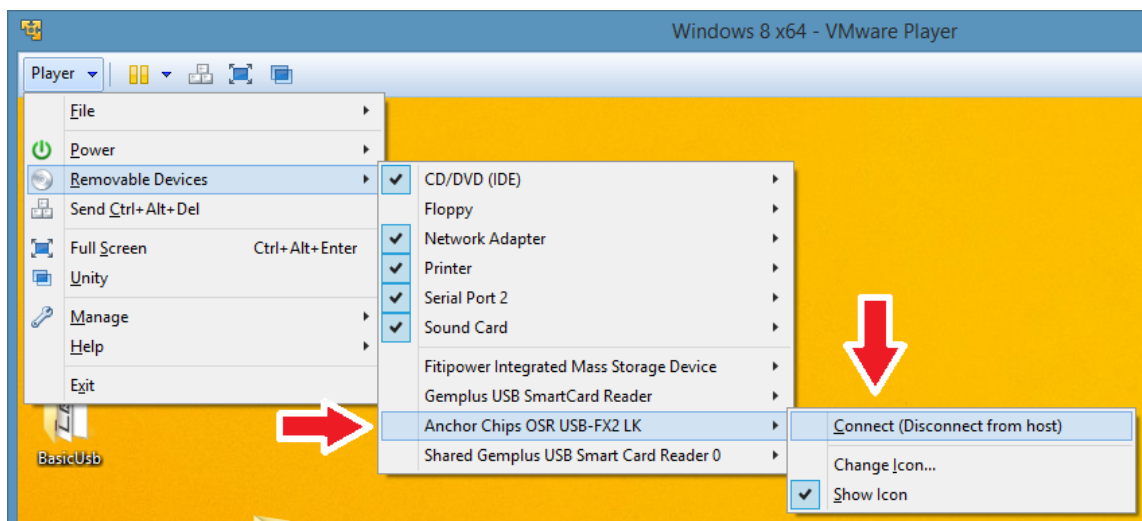 Windows 8 x64 - VMware Player
Player
File
Power
Removable Devices
Send Ctrl+Alt+Del
Full Screen Ctrl+Alt+Enter
Unity
Manage
Help
Exit
CD/DVD (IDE)
Floppy
Network Adapter
Printer
Serial Port 2
Sound Card
Fitipower Integrated Mass Storage Device
Gemplus USB SmartCard Reader
Anchor Chips OSR USB-FX2 LK
Shared Gemplus USB Smart Card Reader 0
Connect (Disconnect from host)
Change Icon...
Show Icon
BasicUsb